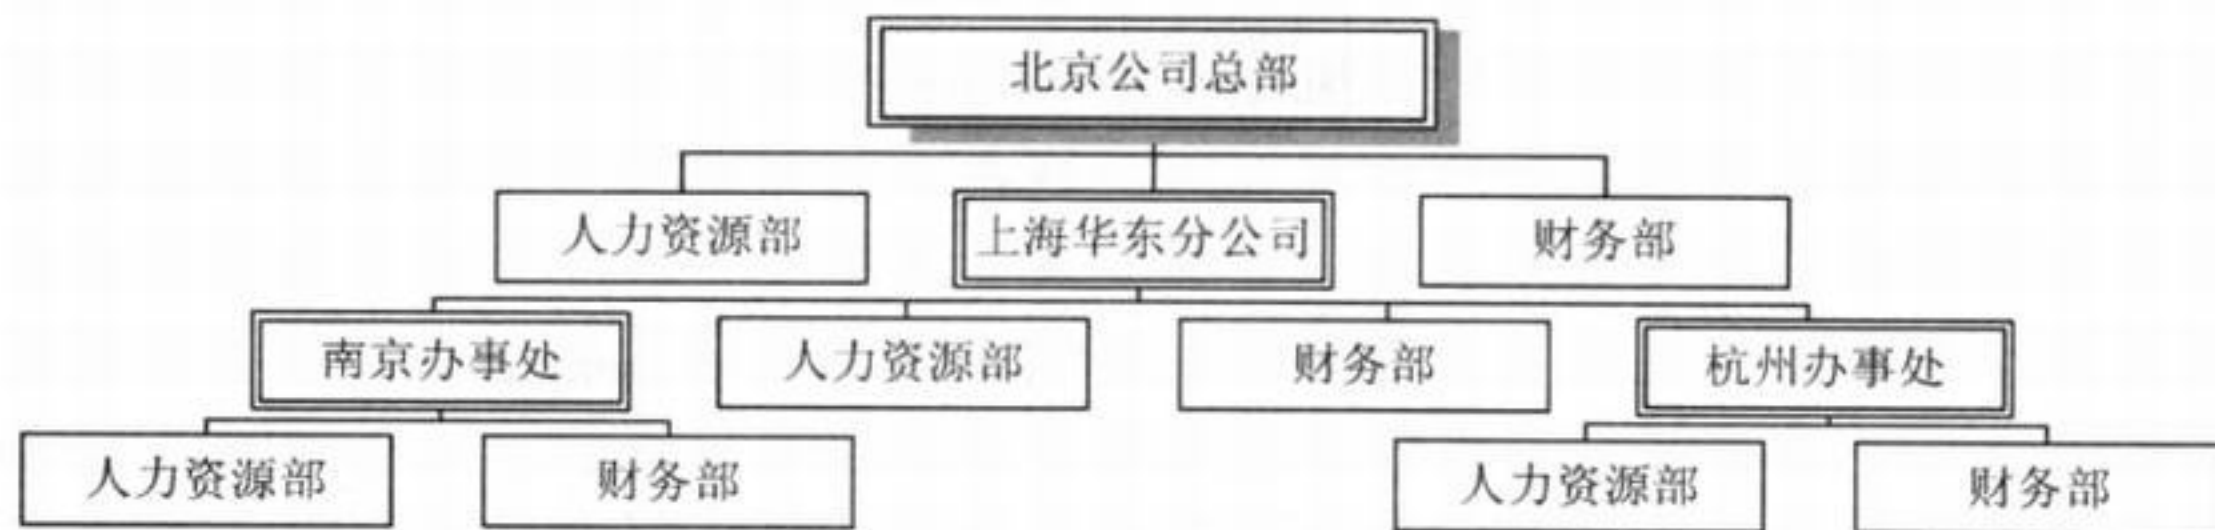 北京公司总部
人力资源部
上海华东分公司
财务部
南京办事处
人力资源部
财务部
杭州办事处
人力资源部
财务部
人力资源部
财务部